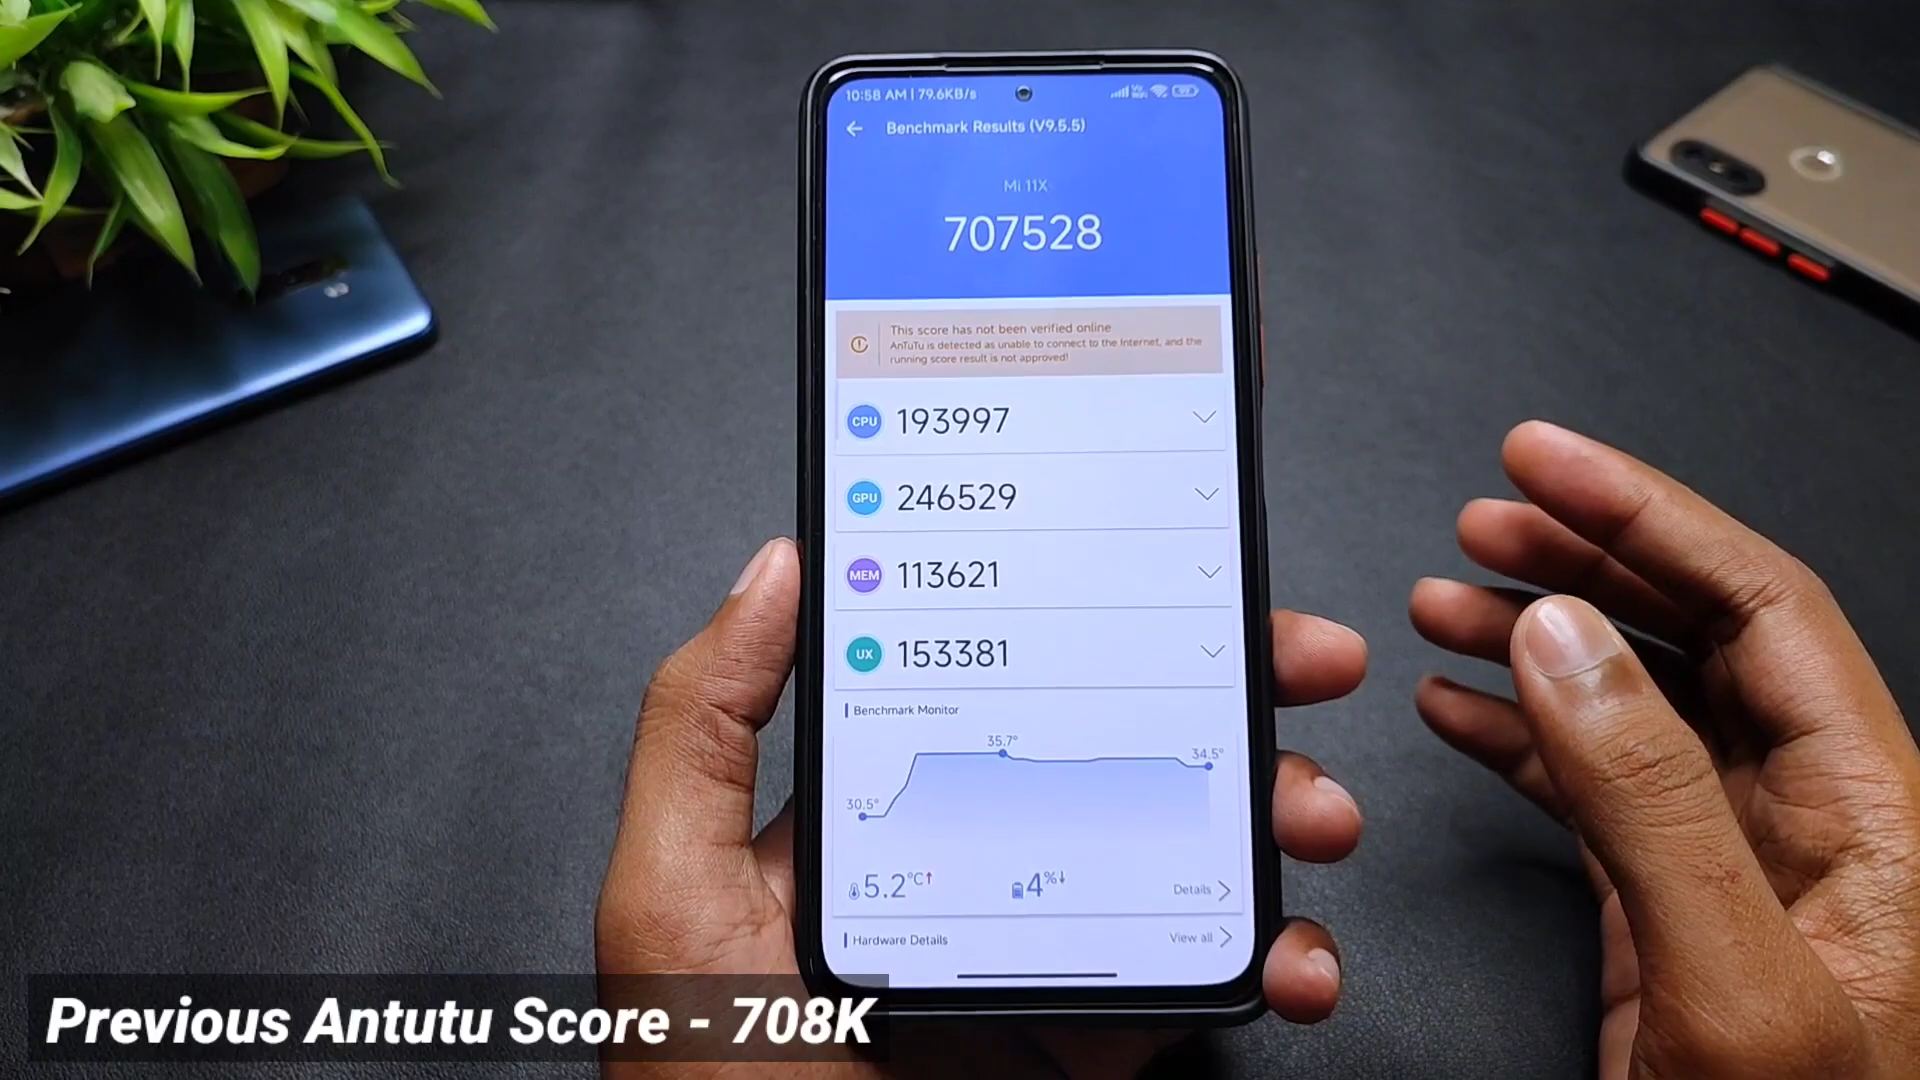 10:58 AM | 79.6KB/s
Benchmark Results (V9.5.5)
Mi 11X
707528
This score has not been verified online
AnTuTu is detected as unable to connect to the Internet, and the
running score result is not approved!
CPU 193997
GPU 246529
MEM 113621
UX 153381
Benchmark Monitor
35.7°
34.5°
30.5°
5.2°C↑ 4%↓ Details
Hardware Details View all
Previous Antutu Score - 708K